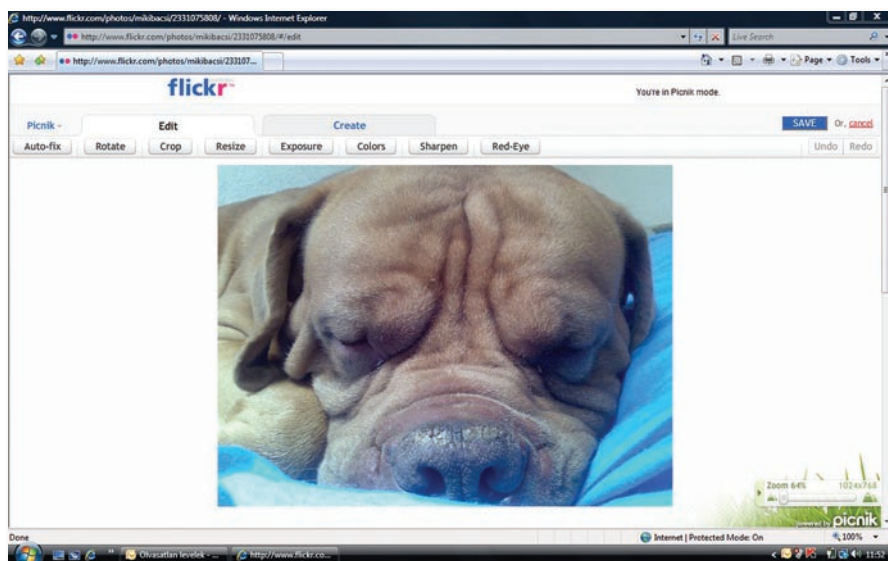 http://www.flickr.com/photos/mikibacsi/2331075808/ - Windows Internet Explorer
http://www.flickr.com/photos/mikibacsi/2331075808/#/edit
Live Search
http://www.flickr.com/photos/mikibacsi/233107...
Page Tools
flickr
You're in Picnik mode.
Picnik Edit Create SAVE Or, cancel
Auto-fix Rotate Crop Resize Exposure Colors Sharpen Red-Eye Undo Redo
Zoom 64% 1024x768
powered by picnik
Done Internet | Protected Mode: On 100%
Olvasatlan levelek - ... http://www.flickr.co... 11:52